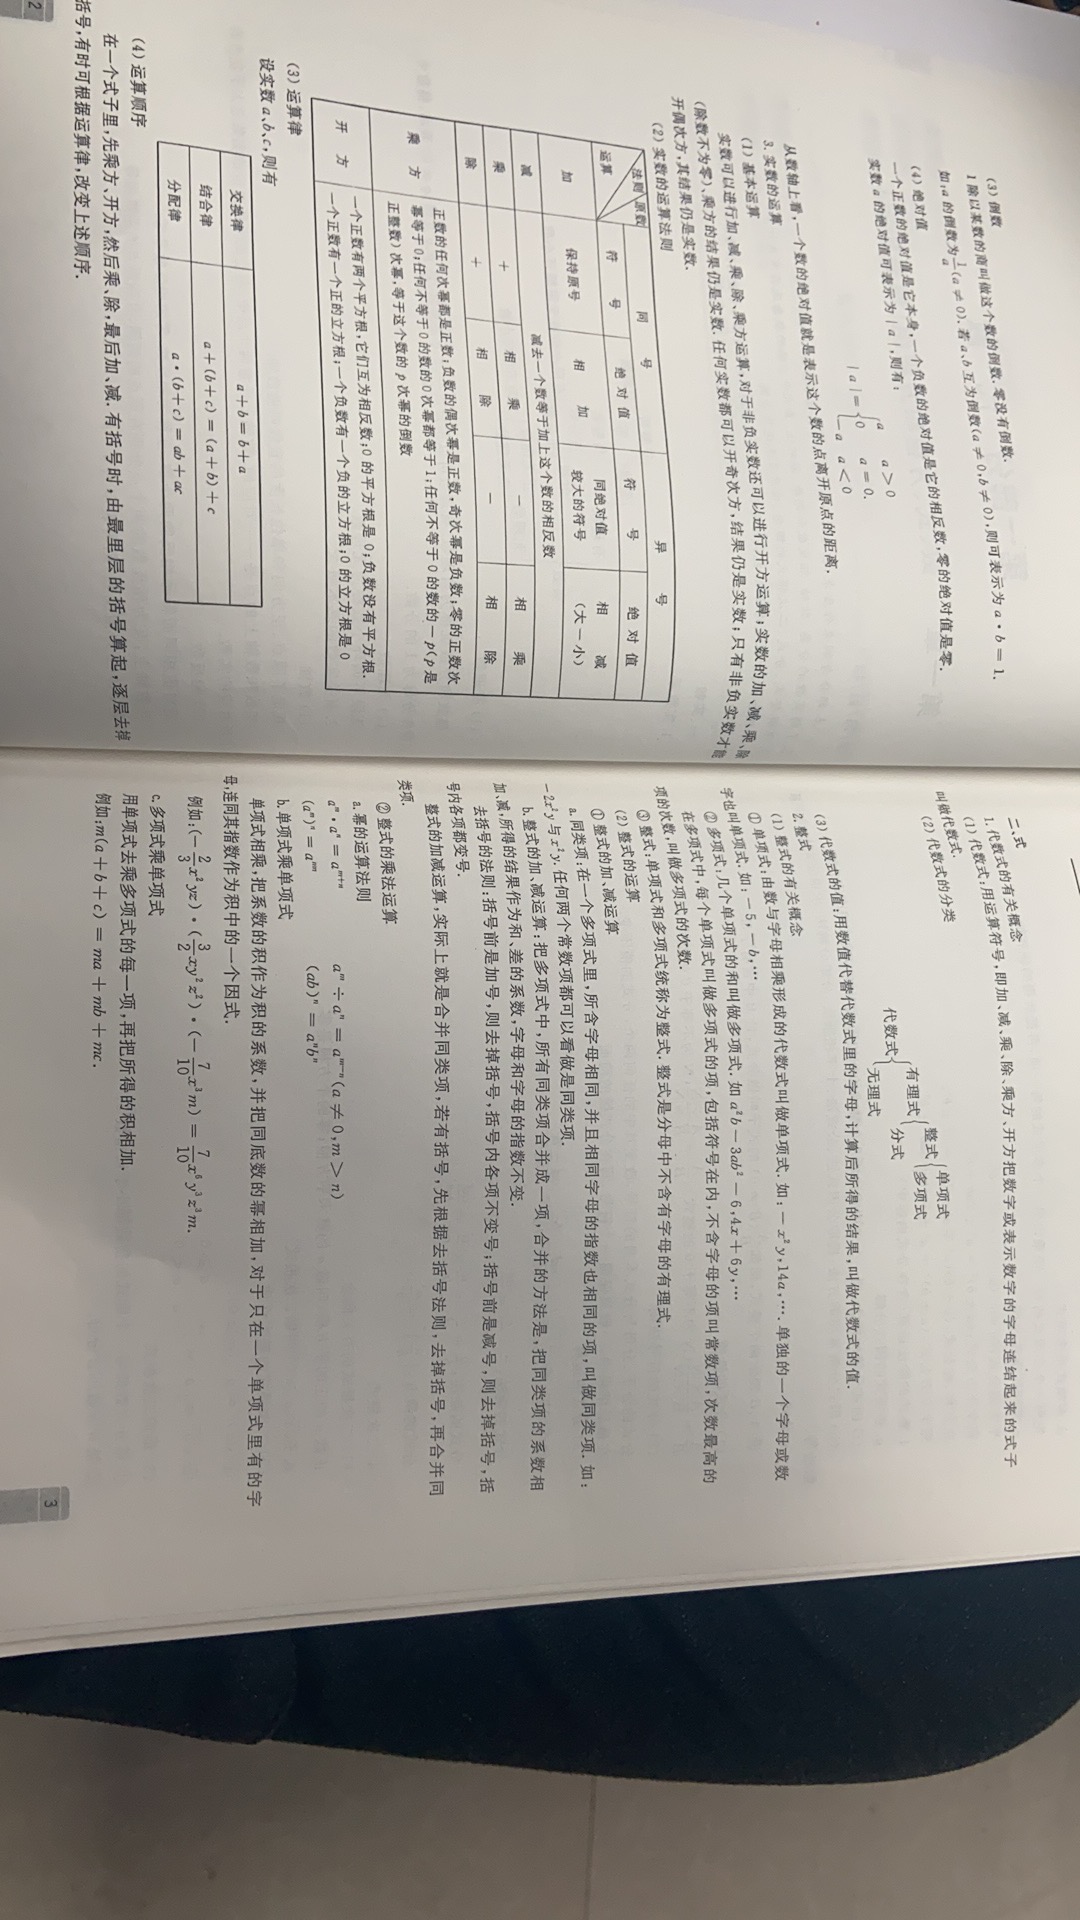 (3)倒数
1除以某数的商叫做这个数的倒数.零没有倒数.
如:a的倒数为1/a(a≠0).若a、b互为倒数(a≠0,b≠0),则可表示为a·b=1.
(4)绝对值
一个正数的绝对值是它本身,一个负数的绝对值是它的相反数,零的绝对值是零.
实数a的绝对值可表示为|a|,则有:
|a|={a a>0
0 a=0.
-a a<0
从数轴上看,一个数的绝对值就是表示这个数的点离开原点的距离.
3.实数的运算
(1)基本运算
实数可以进行加、减、乘、除、乘方运算,对于非负实数还可以进行开方运算;实数的加、减、乘、除
(除数不为零)、乘方的结果仍是实数.任何实数都可以开奇次方,结果仍是实数;只有非负实数才能
开偶次方,其结果仍是实数.
(2)实数的运算法则
法则 原数 同号 异号
运算 符号 绝对值 符号 绝对值
加 保持原号 相加 同绝对值较大的符号 相减(大-小)
减 减去一个数等于加上这个数的相反数
乘 + 相乘 - 相乘
除 + 相除 - 相除
乘方 正数的任何次幂都是正数;负数的偶次幂是正数,奇次幂是负数;零的正数次
幂等于0;任何不等于0的数的0次幂都等于1;任何不等于0的数的-p(p是
正整数)次幂,等于这个数的p次幂的倒数
开方 一个正数有两个平方根,它们互为相反数;0的平方根是0;负数没有平方根.
一个正数有一个正的立方根;一个负数有一个负的立方根;0的立方根是0
(3)运算律
设实数a、b、c,则有
交换律 a+b=b+a
结合律 a+(b+c)=(a+b)+c
分配律 a·(b+c)=ab+ac
(4)运算顺序
在一个式子里,先乘方、开方,然后乘,除,最后加、减.有括号时,由最里层的括号算起,逐层去掉
括号,有时可根据运算律,改变上述顺序.
2
二、式
1.代数式的有关概念
(1)代数式:用运算符号,即加、减、乘、除、乘方、开方把数字或表示数字的字母连结起来的式子
叫做代数式.
(2)代数式的分类
代数式{有理式{整式{单项式
多项式
分式
无理式
(3)代数式的值:用数值代替代数式里的字母,计算后所得的结果,叫做代数式的值.
2.整式
(1)整式的有关概念
①单项式:由数与字母相乘形成的代数式叫做单项式.如:-x²y,14a,….单独的一个字母或数
字也叫单项式,如:-5,-b,…
②多项式:几个单项式的和叫做多项式.如a²b-3ab²-6,4x+6y,…
在多项式中,每个单项式叫做多项式的项,包括符号在内,不含字母的项叫常数项,次数最高的
项的次数,叫做多项式的次数.
③整式:单项式和多项式统称为整式.整式是分母中不含有字母的有理式.
(2)整式的运算
①整式的加、减运算
a.同类项:在一个多项式里,所含字母相同,并且相同字母的指数也相同的项,叫做同类项.如:
-2x²y与x²y.任何两个常数项都可以看做是同类项.
b.整式的加、减运算:把多项式中,所有同类项合并成一项,合并的方法是,把同类项的系数相
加、减,所得的结果作为和、差的系数,字母和字母的指数不变.
去括号的法则:括号前是加号,则去掉括号,括号内各项不变号;括号前是减号,则去掉括号,括
号内各项都变号.
整式的加减运算,实际上就是合并同类项,若有括号,先根据去括号法则,去掉括号,再合并同
类项.
②整式的乘法运算
a.幂的运算法则
aᵐ·aⁿ=aᵐ⁺ⁿ aᵐ÷aⁿ=aᵐ⁻ⁿ(a≠0,m>n)
(aᵐ)ⁿ=aᵐⁿ (ab)ⁿ=aⁿbⁿ
b.单项式乘单项式
单项式相乘,把系数的积作为积的系数,并把同底数的幂相加,对于只在一个单项式里有的字
母,连同其指数作为积中的一个因式.
例如:(-2/3x²yz)·(3/2xy²z²)·(-7/10x³m)=7/10x⁶y³z³m.
c.多项式乘单项式
用单项式去乘多项式的每一项,再把所得的积相加.
例如:m(a+b+c)=ma+mb+mc.
3